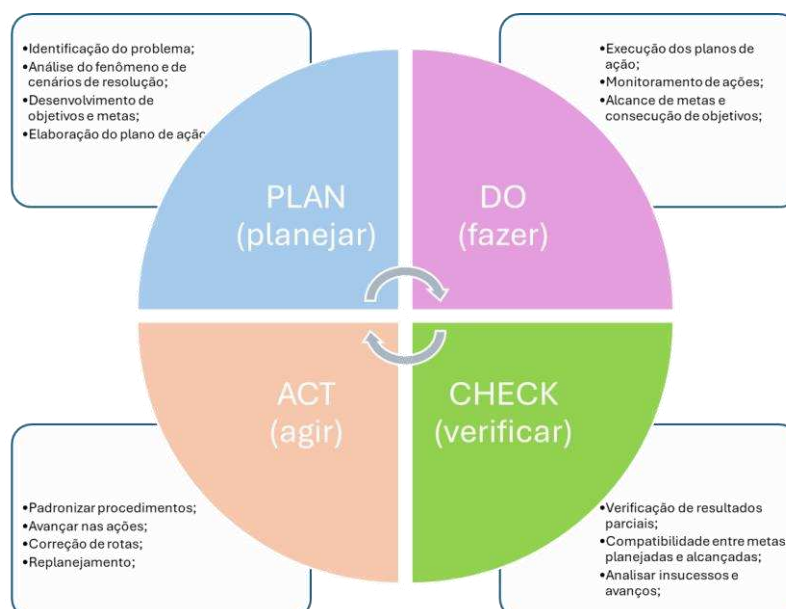 •Identificação do problema;
•Análise do fenômeno e de
cenários de resolução;
•Desenvolvimento de
objetivos e metas;
•Elaboração do plano de ação
•Execução dos planos de
ação;
•Monitoramento de ações;
•Alcance de metas e
consecução de objetivos;
PLAN
(planejar)
DO
(fazer)
ACT
(agir)
CHECK
(verificar)
•Padronizar procedimentos;
•Avançar nas ações;
•Correção de rotas;
•Replanejamento;
•Verificação de resultados
parciais;
•Compatibilidade entre metas
planejadas e alcançadas;
•Analisar insucessos e
avanços;